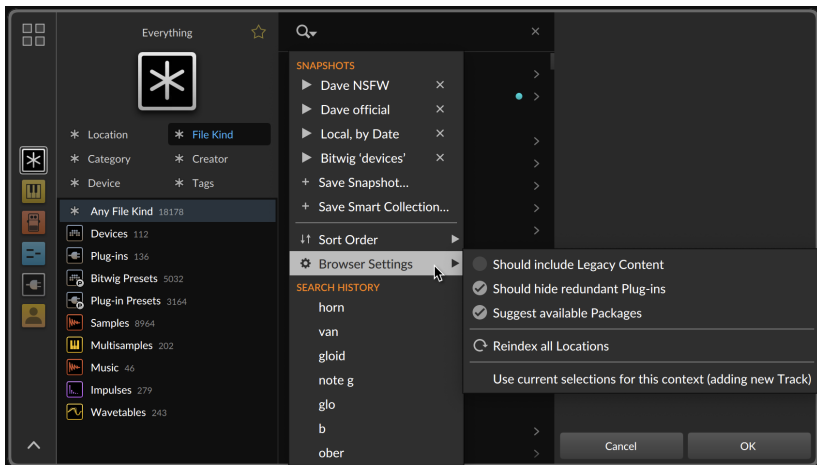 Everything
Location
File Kind
Category
Creator
Device
Tags
Any File Kind 18178
Devices 112
Plug-ins 136
Bitwig Presets 5032
Plug-in Presets 3164
Samples 8964
Multisamples 202
Music 46
Impulses 279
Wavetables 243
SNAPSHOTS
Dave NSFW
Dave official
Local, by Date
Bitwig ‘devices’
Save Snapshot...
Save Smart Collection...
Sort Order
Browser Settings
SEARCH HISTORY
horn
van
gloid
note g
glo
b
ober
Should include Legacy Content
Should hide redundant Plug-ins
Suggest available Packages
Reindex all Locations
Use current selections for this context (adding new Track)
Cancel
OK